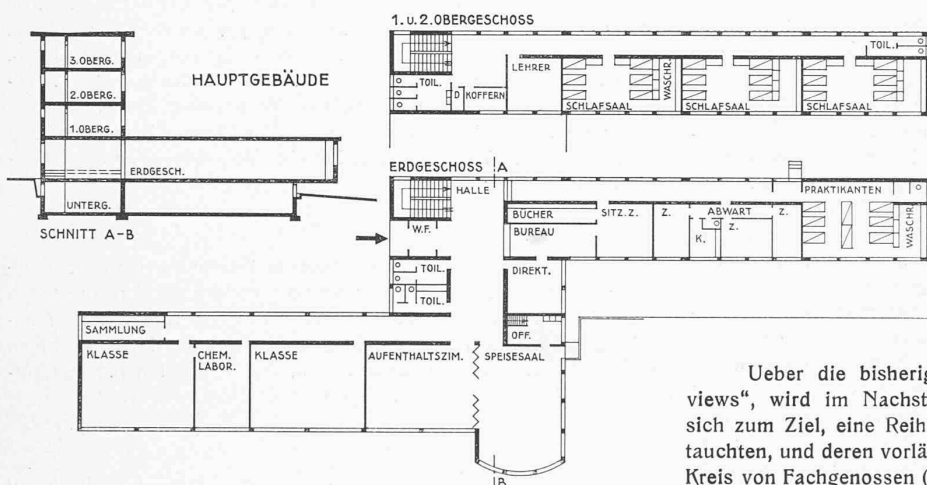 1. u. 2. OBERGESCHOSS
3. OBERG.
2. OBERG.
1. OBERG.
ERDGESCH.
UNTERG.
HAUPTGEBÄUDE
SCHNITT A-B
TOIL.
D
KOFFERN
LEHRER
SCHLAFSAAL
WASCHR.
SCHLAFSAAL
SCHLAFSAAL
TOIL.
ERDGESCHOSS
A
HALLE
W.F.
TOIL.
TOIL.
BÜCHER
BUREAU
SITZ. Z.
Z.
ABWART
K.
Z.
Z.
PRAKTIKANTEN
WASCHR.
DIREKT.
OFF.
SAMMLUNG
KLASSE
CHEM.
LABOR.
KLASSE
AUFENTHALTSZIM.
SPEISESAAL
B
Ueber die bisherig
views“, wird im Nachst
sich zum Ziel, eine Reih
tauchten, und deren vorlä
Kreis von Fachgenossen (